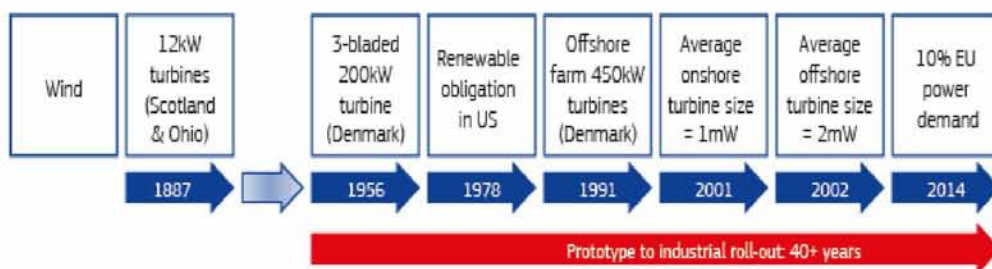 Wind
12kW
turbines
(Scotland
& Ohio)
3-bladed
200kW
turbine
(Denmark)
Renewable
obligation
in US
Offshore
farm 450kW
turbines
(Denmark)
Average
onshore
turbine size
= 1mW
Average
offshore
turbine size
= 2mW
10% EU
power
demand
1887
1956
1978
1991
2001
2002
2014
Prototype to industrial roll-out: 40+ years